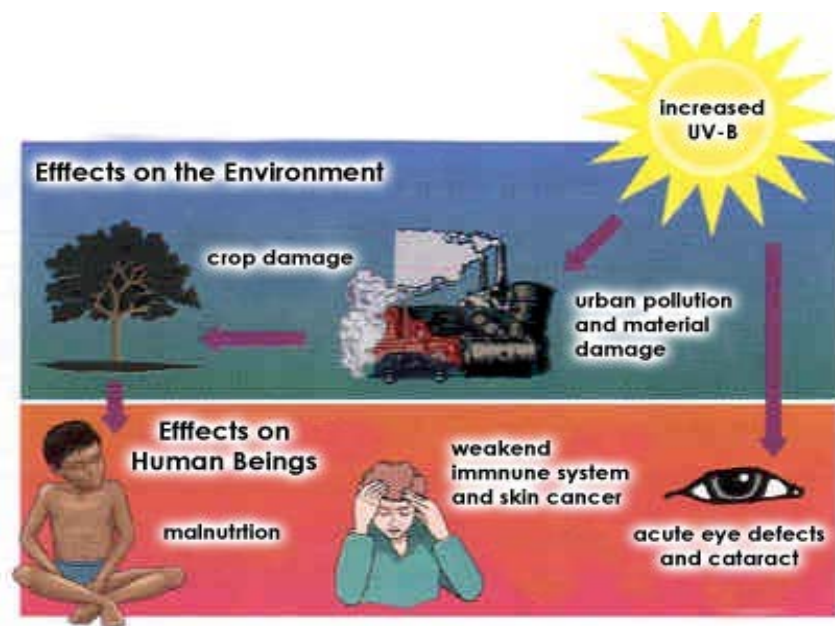 increased
UV-B
Efffects on the Environment
crop damage
urban pollution
and material
damage
Efffects on
Human Beings
malnutrtion
weakend
immnune system
and skin cancer
acute eye defects
and cataract